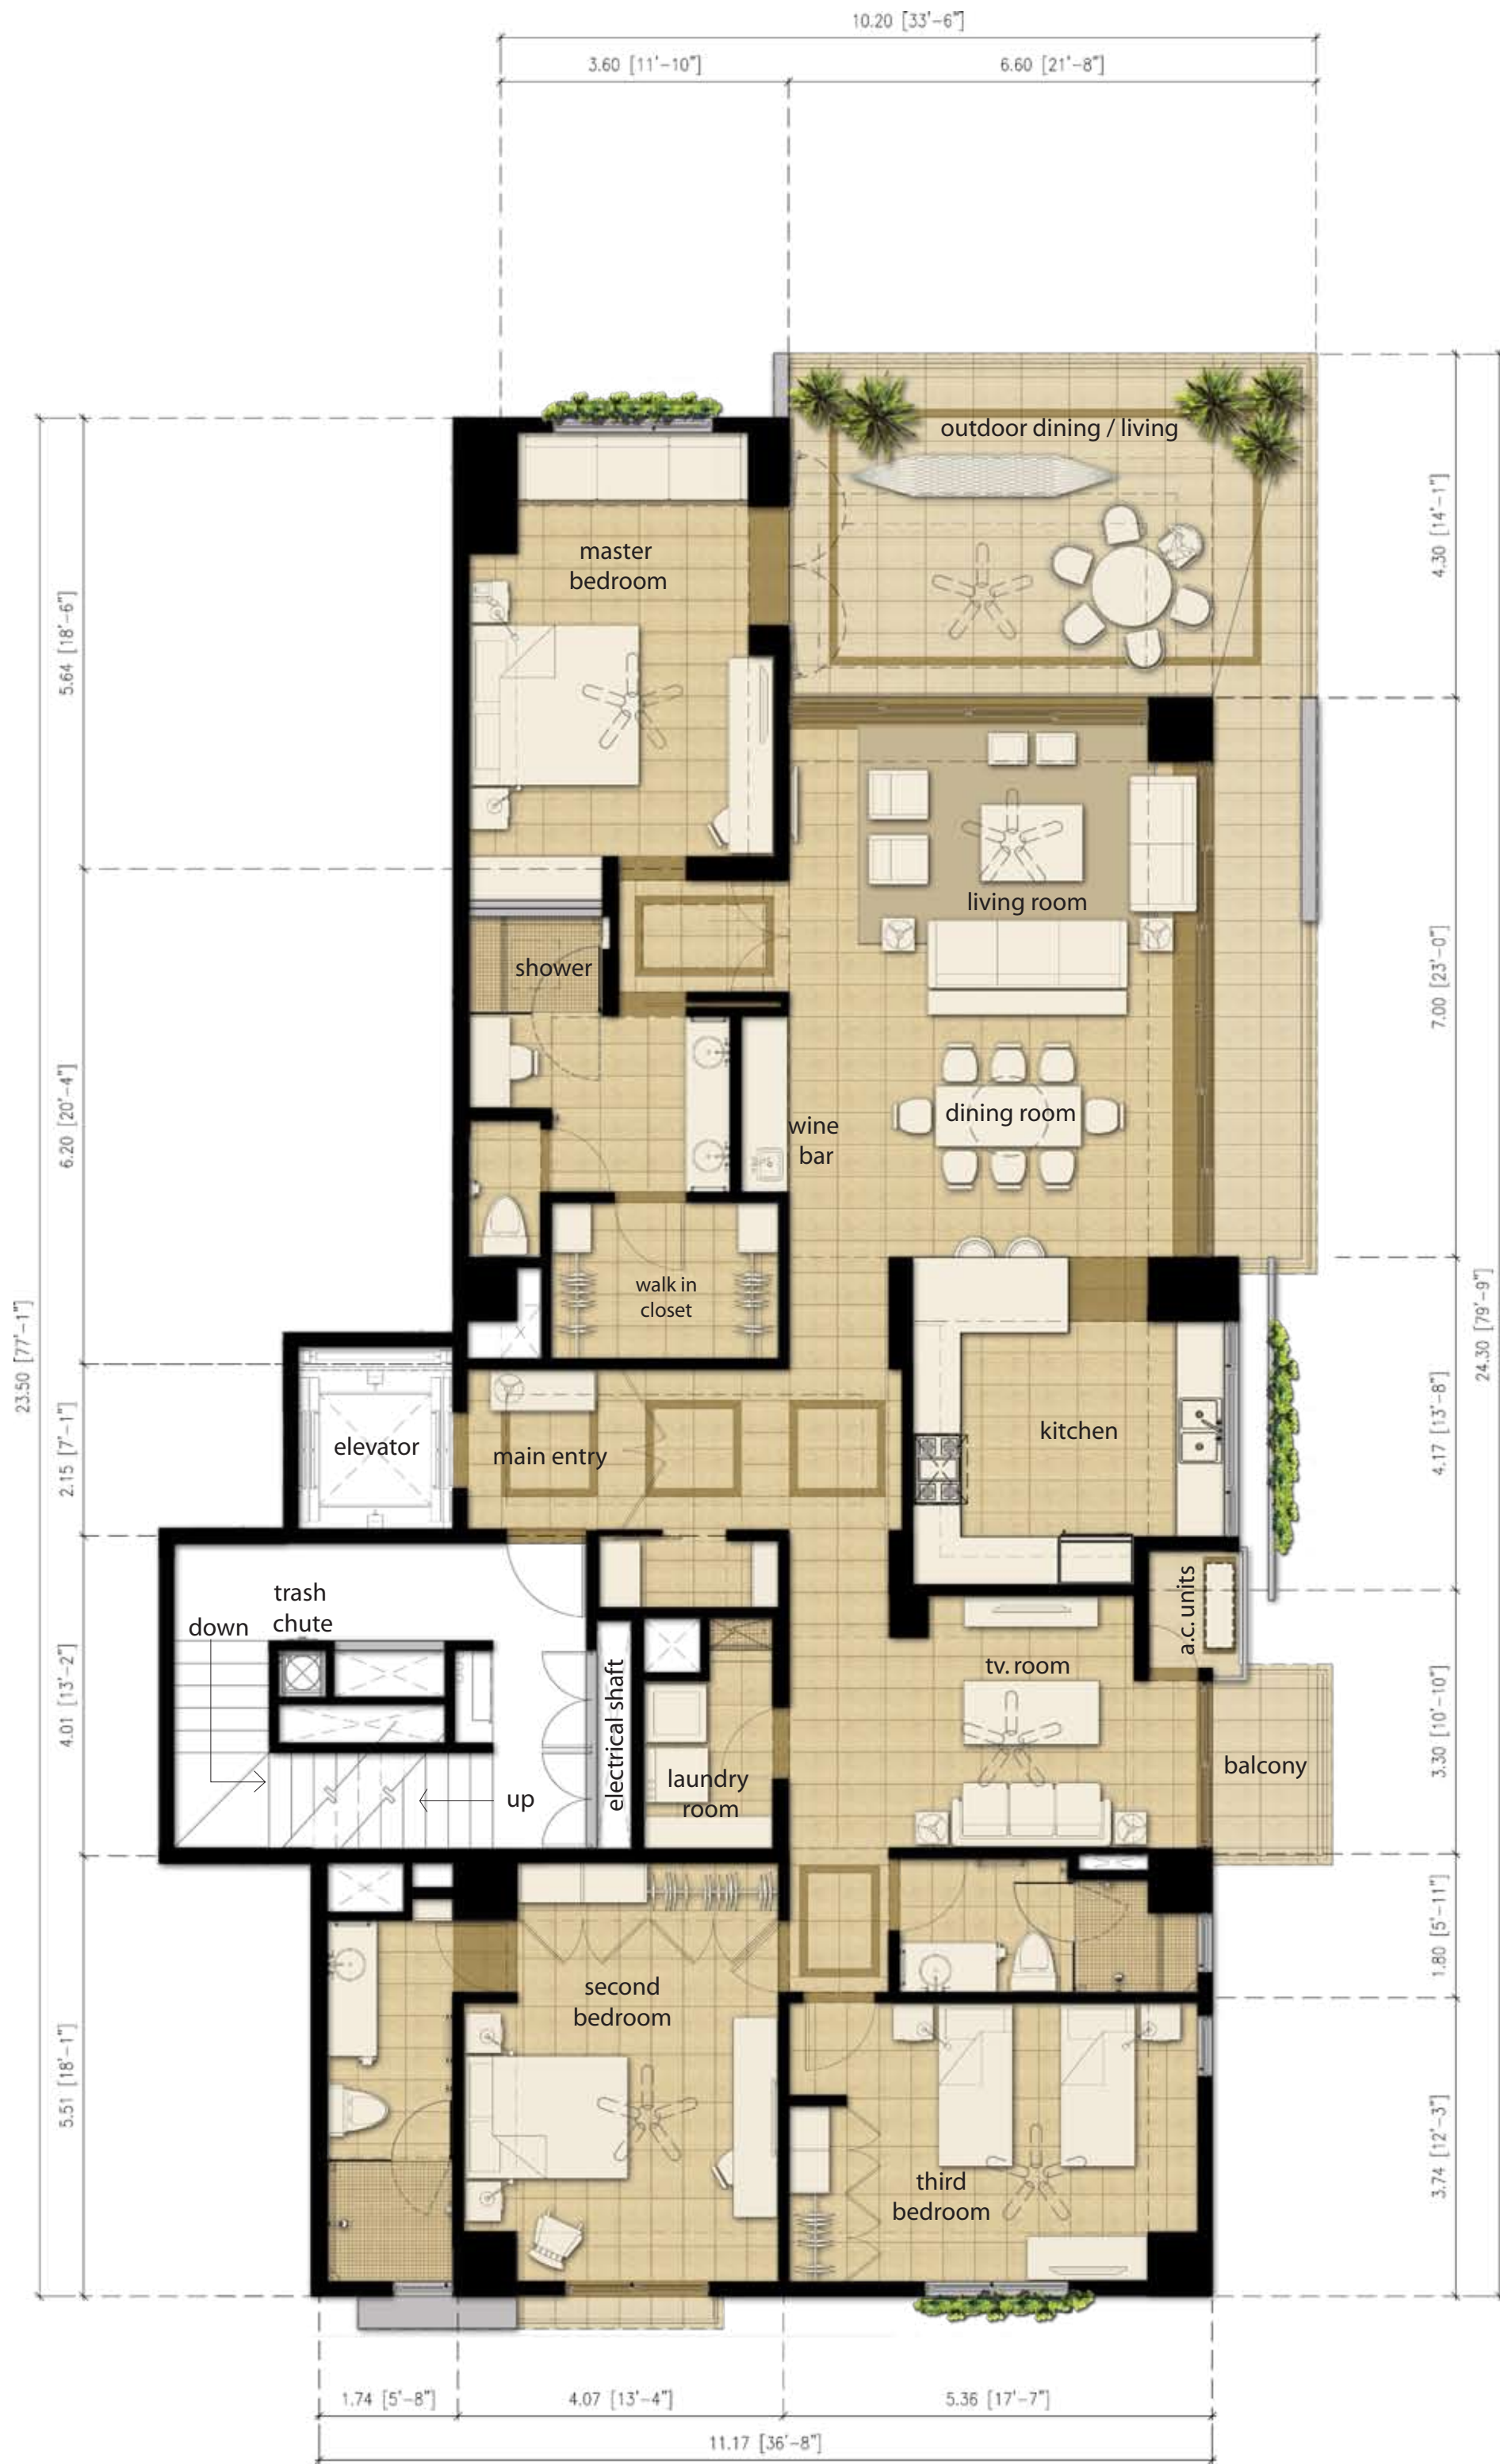 10.20 [33'-6"]
3.60 [11'-10"]
6.60 [21'-8"]
outdoor dining / living
master
bedroom
4.30 [14'-1"]
5.64 [18'-6"]
living room
shower
7.00 [23'-0"]
dining room
wine
bar
6.20 [20'-4"]
walk in
closet
23.50 [77'-1"]
24.30 [79'-9"]
elevator
main entry
kitchen
2.15 [7'-1"]
4.17 [13'-8"]
trash
chute
down
a.c. units
tv. room
electrical shaft
4.01 [13'-2"]
3.30 [10'-10"]
balcony
laundry
room
up
1.80 [5'-11"]
second
bedroom
5.51 [18'-1"]
3.74 [12'-3"]
third
bedroom
1.74 [5'-8"]
4.07 [13'-4"]
5.36 [17'-7"]
11.17 [36'-8"]